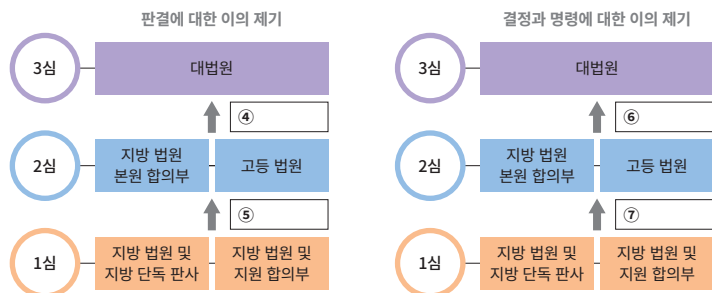 판결에 대한 이의 제기
3심
대법원
④
2심
지방 법원
본원 합의부
고등 법원
⑤
1심
지방 법원 및
지방 단독 판사
지방 법원 및
지원 합의부
결정과 명령에 대한 이의 제기
3심
대법원
⑥
2심
지방 법원
본원 합의부
고등 법원
⑦
1심
지방 법원 및
지방 단독 판사
지방 법원 및
지원 합의부